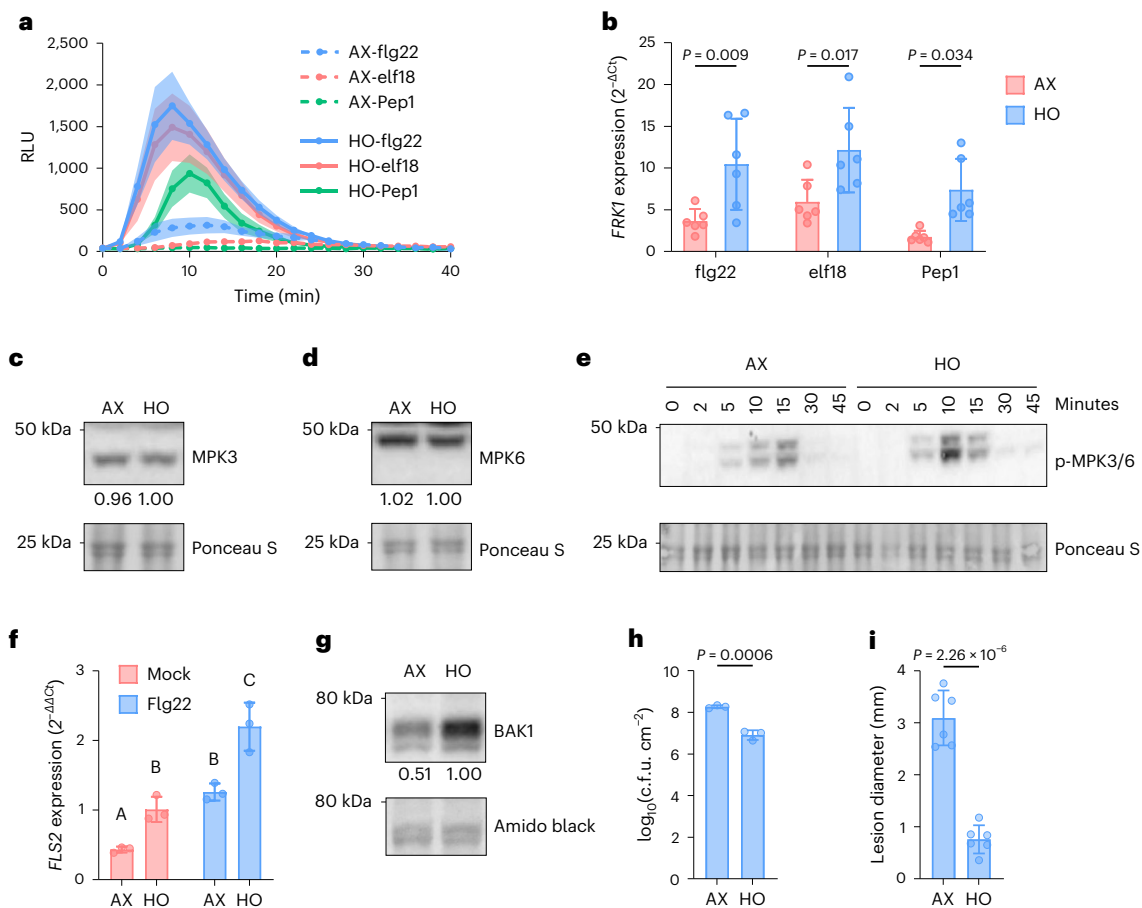 a
2,500
2,000
1,500
1,000
500
0
RLU
0 10 20 30 40
Time (min)
AX-flg22
AX-elf18
AX-Pep1
HO-flg22
HO-elf18
HO-Pep1
b
25
20
15
10
5
0
FRK1 expression (2^−ΔCt)
P = 0.009 P = 0.017 P = 0.034
flg22 elf18 Pep1
AX
HO
c
AX HO
50 kDa
MPK3
0.96 1.00
25 kDa
Ponceau S
d
AX HO
50 kDa
MPK6
1.02 1.00
25 kDa
Ponceau S
e
AX HO
0 2 5 10 15 30 45 0 2 5 10 15 30 45 Minutes
50 kDa
p-MPK3/6
25 kDa
Ponceau S
f
3
2
1
0
FLS2 expression (2^−ΔΔCt)
Mock
Flg22
A B B C
AX HO AX HO
g
AX HO
80 kDa
BAK1
0.51 1.00
80 kDa
Amido black
h
P = 0.0006
10
8
6
4
2
0
log10(c.f.u. cm−2)
AX HO
i
P = 2.26 × 10−6
4
3
2
1
0
Lesion diameter (mm)
AX HO